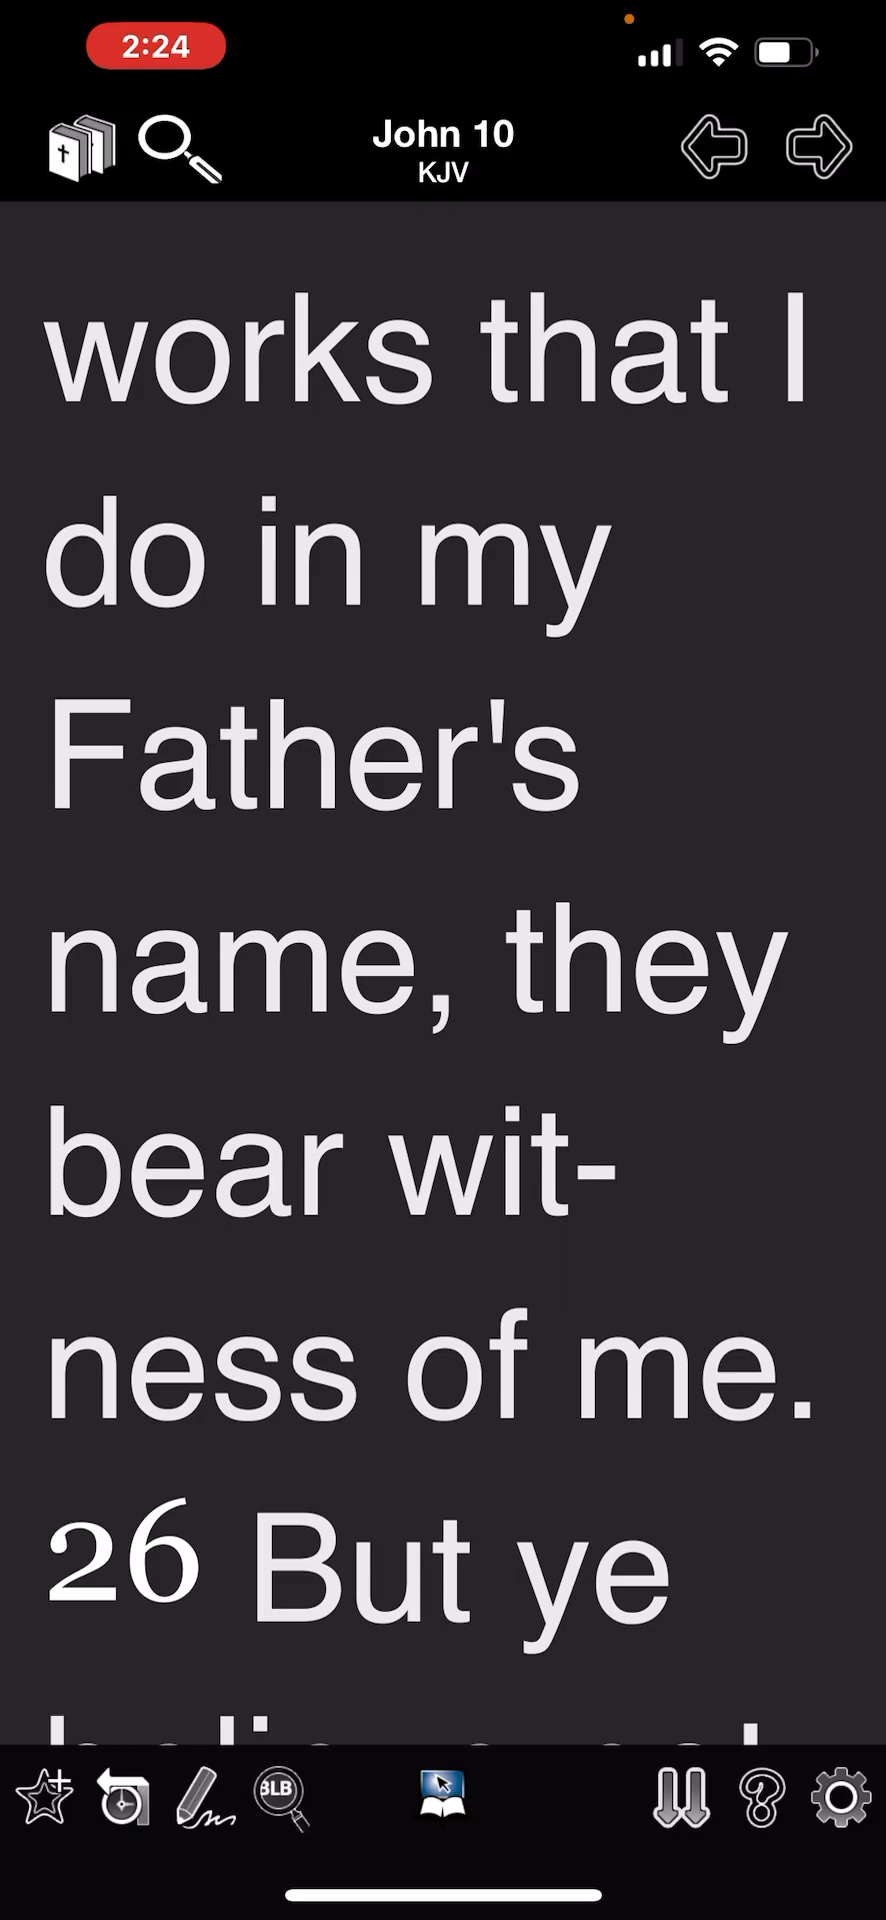 2:24
John 10
KJV
works that I
do in my
Father's
name, they
bear wit-
ness of me.
26 But ye
BLB